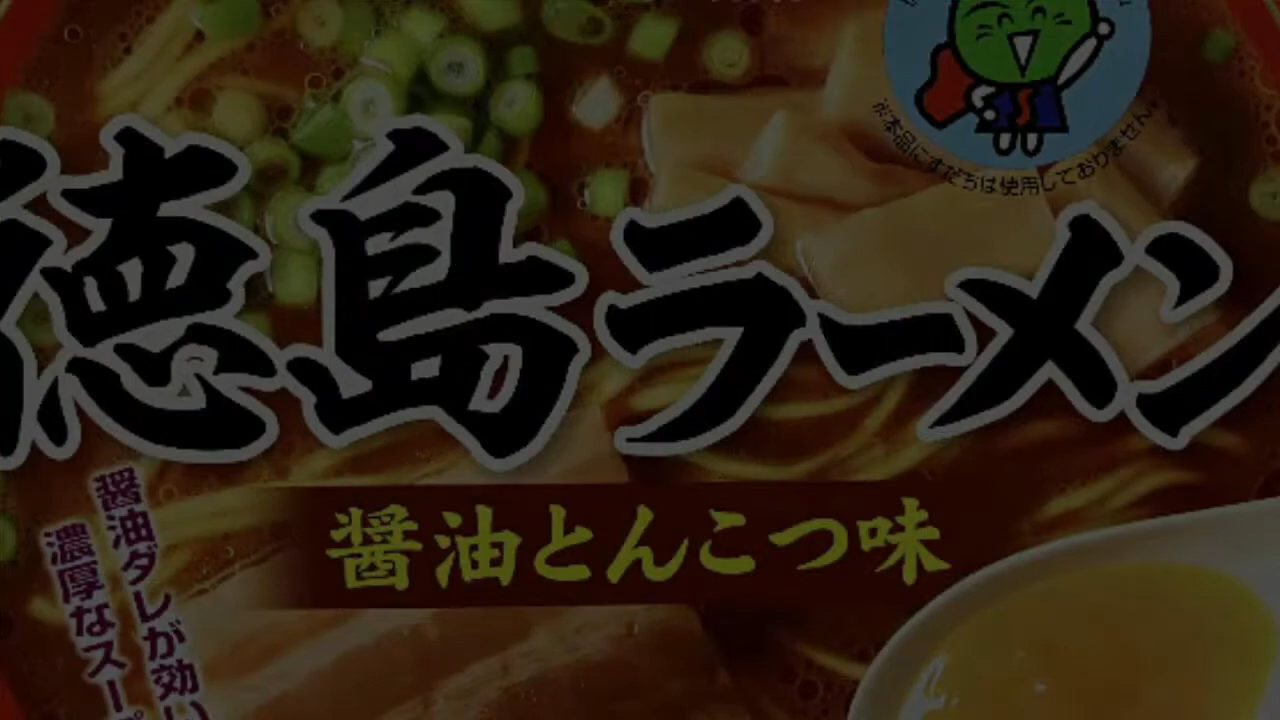 ※本品にすだちは使用しておりません。
徳島ラーメン
醤油とんこつ味
醤油ダレが効い
濃厚なスープ